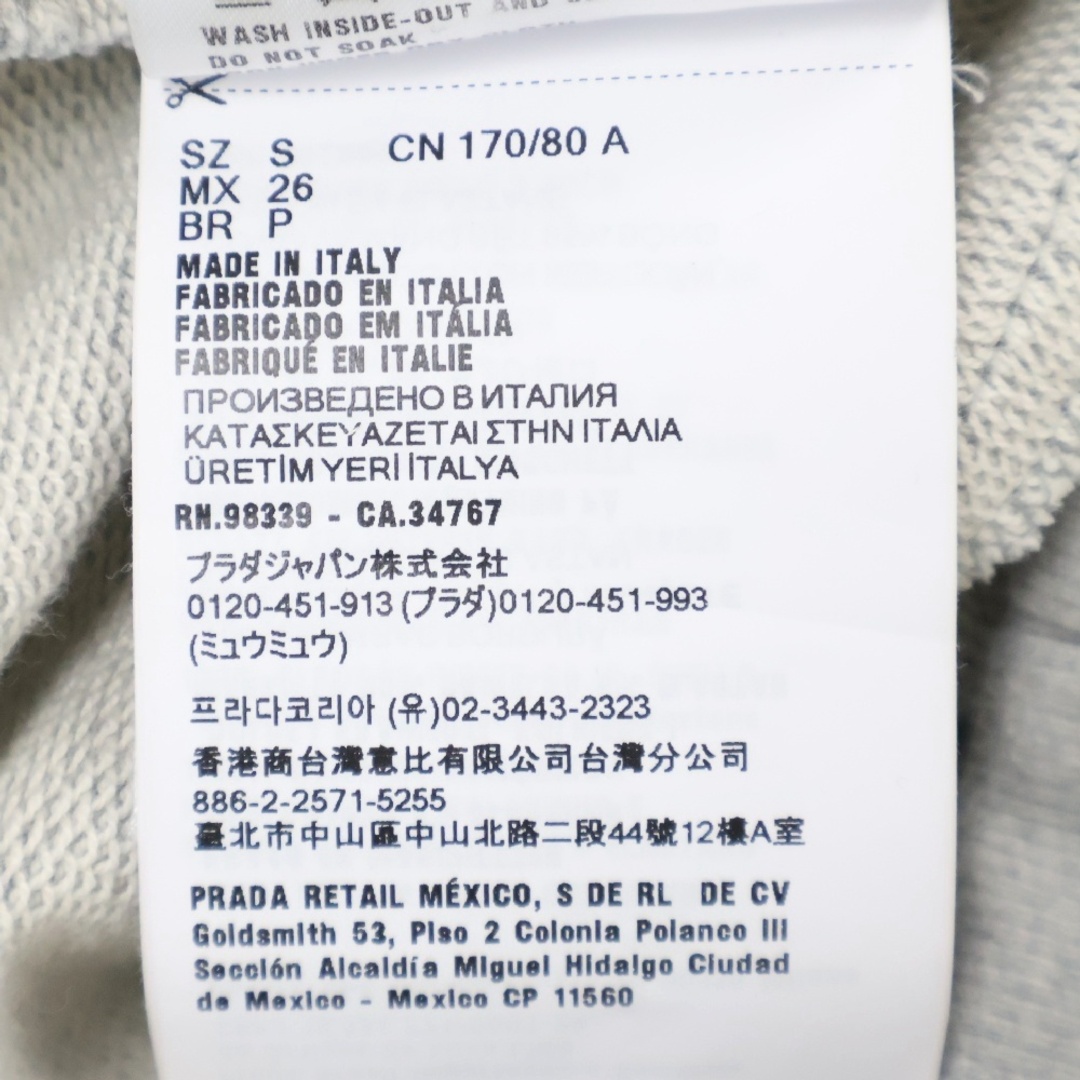 WASH INSIDE-OUT AND
DO NOT SOAK
SZ S CN 170/80 A
MX 26
BR P
MADE IN ITALY
FABRICADO EN ITALIA
FABRICADO EM ITÁLIA
FABRIQUÉ EN ITALIE
ПРОИЗВЕДЕНО В ИТАЛИЯ
ΚΑΤΑΣΚΕΥΑΖΕΤΑΙ ΣΤΗΝ ΙΤΑΛΙΑ
ÜRETİM YERİ İTALYA
RN.98339 - CA.34767
プラダジャパン株式会社
0120-451-913 (プラダ)0120-451-993
(ミュウミュウ)
프라다코리아 (유)02-3443-2323
香港商台灣意比有限公司台灣分公司
886-2-2571-5255
臺北市中山區中山北路二段44號12樓A室
PRADA RETAIL MÉXICO, S DE RL DE CV
Goldsmith 53, Piso 2 Colonia Polanco III
Sección Alcaldía Miguel Hidalgo Ciudad
de Mexico - Mexico CP 11560